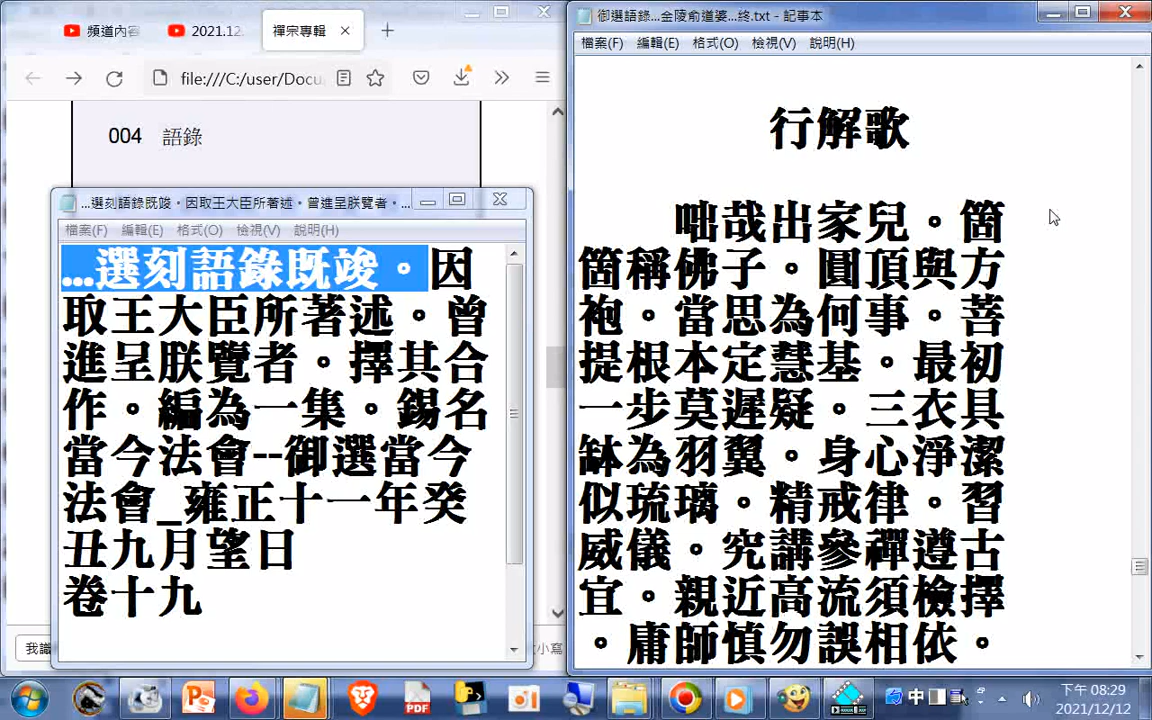 頻道內容
2021.12
禪宗專輯
file:///C:/user/Docu
004 語錄
...選刻語錄既竣。因取王大臣所著述。曾進呈朕覽者。...
檔案(F) 編輯(E) 格式(O) 檢視(V) 說明(H)
...選刻語錄既竣。因
取王大臣所著述。曾
進呈朕覽者。擇其合
作。編為一集。錫名
當今法會--御選當今
法會_雍正十一年癸
丑九月望日
卷十九
我識
小寫
御選語錄...金陵俞道婆...終.txt - 記事本
檔案(F) 編輯(E) 格式(O) 檢視(V) 說明(H)
行解歌
咄哉出家兒。箇
箇稱佛子。圓頂與方
袍。當思為何事。菩
提根本定慧基。最初
一步莫遲疑。三衣具
缽為羽翼。身心淨潔
似琉璃。精戒律。習
威儀。究講參禪遵古
宜。親近高流須檢擇
。庸師慎勿誤相依。
PDF
中
下午 08:29
2021/12/12